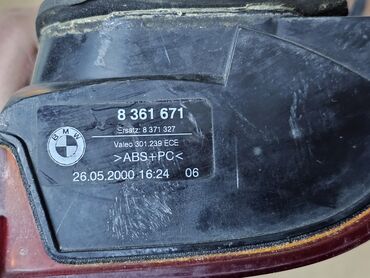 8 361 671
Ersatz: 8 371 327
BMW
Valeo 301.239 ECE
>ABS+PC<
26.05.2000 16:24 06